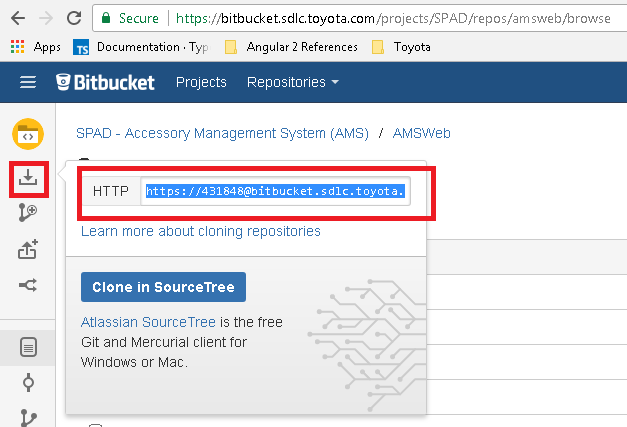 Secure https://bitbucket.sdlc.toyota.com/projects/SPAD/repos/amsweb/browse
Apps TS Documentation · Typ Angular 2 References Toyota
Bitbucket Projects Repositories
SPAD - Accessory Management System (AMS) / AMSWeb
HTTP https://431848@bitbucket.sdlc.toyota.
Learn more about cloning repositories
Clone in SourceTree
Atlassian SourceTree is the free
Git and Mercurial client for
Windows or Mac.